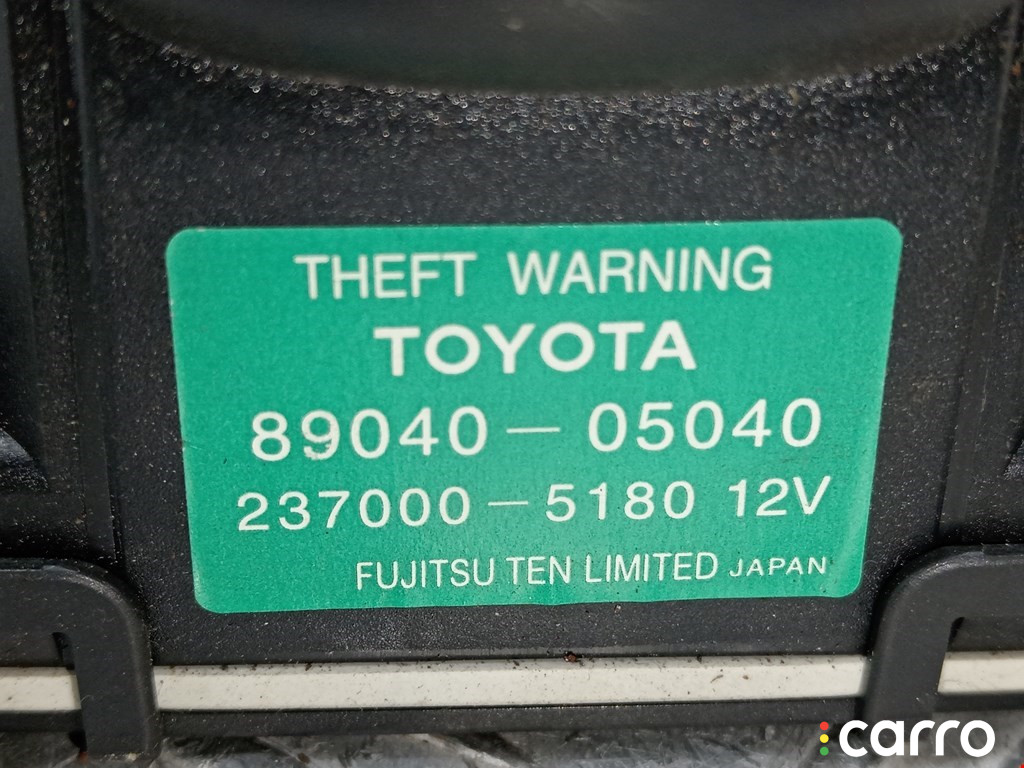 THEFT WARNING
TOYOTA
89040-05040
237000-5180 12V
FUJITSU TEN LIMITED JAPAN
carro